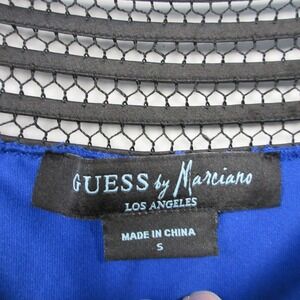 GUESS by Marciano
LOS ANGELES
MADE IN CHINA
S